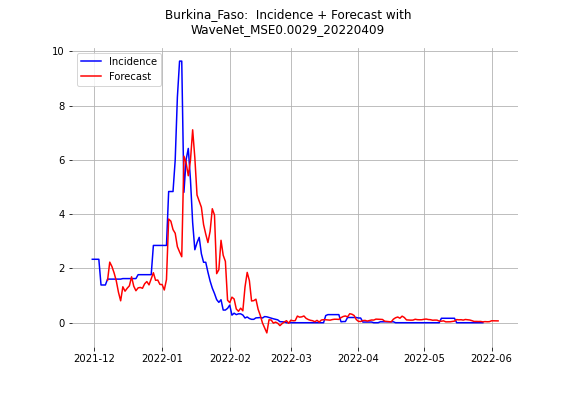 Burkina_Faso:  Incidence + Forecast with
WaveNet_MSE0.0029_20220409
Incidence
Forecast
10
8
6
4
2
0
2021-12 2022-01 2022-02 2022-03 2022-04 2022-05 2022-06